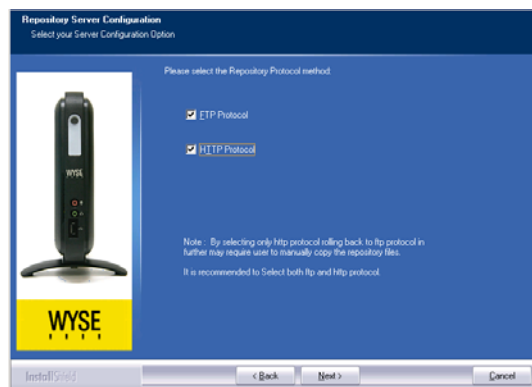 Repository Server Configuration
Select your Server Configuration Option
Please select the Repository Protocol method:
FTP Protocol
HTTP Protocol
Note : By selecting only http protocol rolling back to ftp protocol in
further may require user to manually copy the repository files.
It is recommended to Select both ftp and http protocol.
WYSE
WYSE
InstallShield
< Back
Next >
Cancel